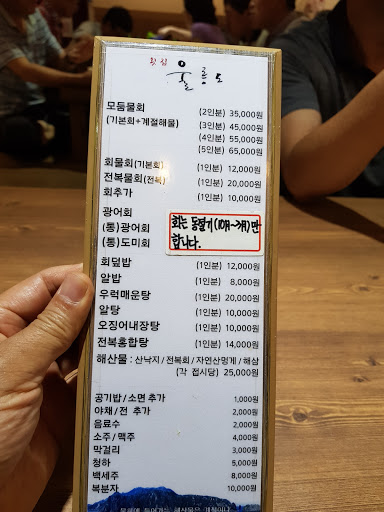 횟집 울릉도
모둠물회 (2인분) 35,000원
(기본회+계절해물) (3인분) 45,000원
(4인분) 55,000원
(5인분) 65,000원
회물회(기본회) (1인분) 12,000원
전복물회(전복) (1인분) 20,000원
회추가 (1인분) 10,000원
광어회
(통)광어회
(통)도미회
회는 동절기(10月~3月)만
합니다.
회덮밥 (1인분) 12,000원
알밥 (1인분) 8,000원
우럭매운탕 (1인분) 20,000원
알탕 (1인분) 10,000원
오징어내장탕 (1인분) 10,000원
전복홍합탕 (1인분) 14,000원
해산물 : 산낙지/전복회/자연산멍게/해삼
(각 접시당) 25,000원
공기밥/소면 추가 1,000원
야채/전 추가 2,000원
음료수 2,000원
소주/맥주 4,000원
막걸리 3,000원
청하 5,000원
백세주 8,000원
복분자 10,000원